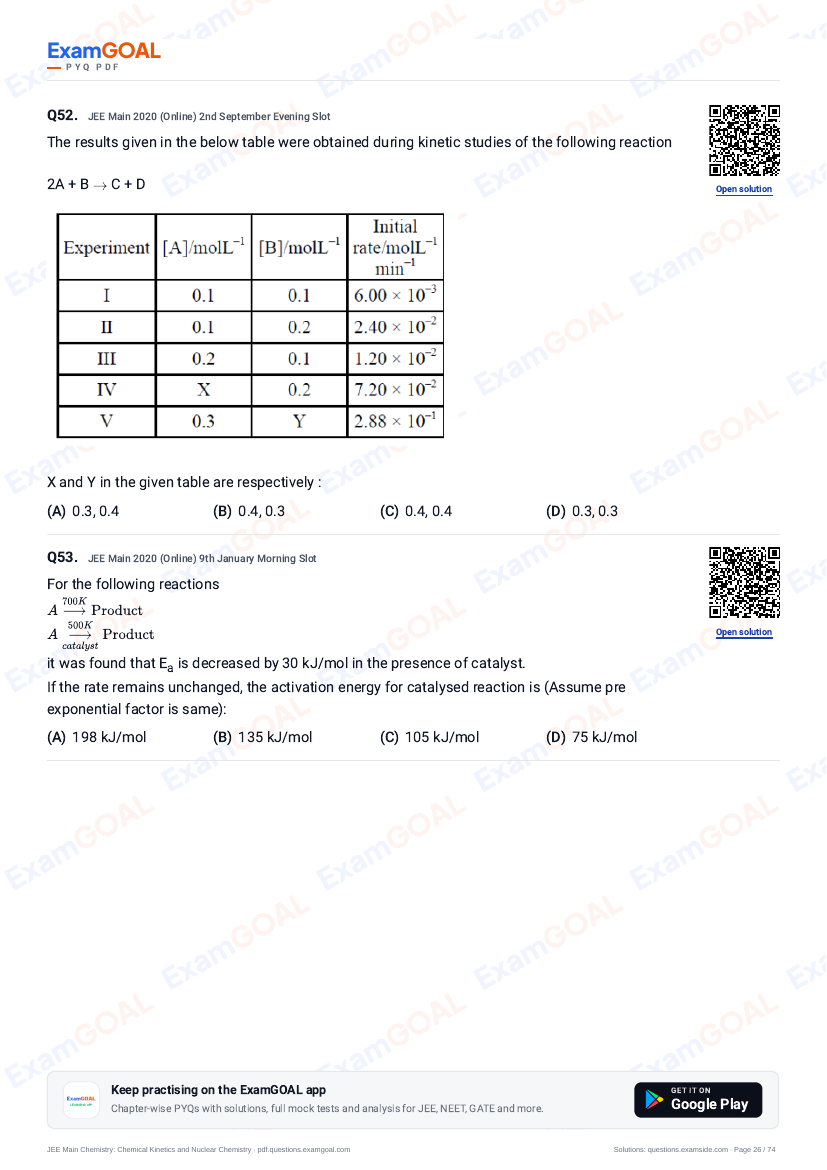 ExamGOAL
PYQ PDF
Q52. JEE Main 2020 (Online) 2nd September Evening Slot
The results given in the below table were obtained during kinetic studies of the following reaction
Open solution
2A + B → C + D
Experiment [A]/molL⁻¹ [B]/molL⁻¹ Initial rate/molL⁻¹ min⁻¹
I 0.1 0.1 6.00 × 10⁻³
II 0.1 0.2 2.40 × 10⁻²
III 0.2 0.1 1.20 × 10⁻²
IV X 0.2 7.20 × 10⁻²
V 0.3 Y 2.88 × 10⁻¹
X and Y in the given table are respectively :
(A) 0.3, 0.4 (B) 0.4, 0.3 (C) 0.4, 0.4 (D) 0.3, 0.3
Q53. JEE Main 2020 (Online) 9th January Morning Slot
For the following reactions
A 700K → Product
A 500K → catalyst Product
Open solution
it was found that Eₐ is decreased by 30 kJ/mol in the presence of catalyst.
If the rate remains unchanged, the activation energy for catalysed reaction is (Assume pre
exponential factor is same):
(A) 198 kJ/mol (B) 135 kJ/mol (C) 105 kJ/mol (D) 75 kJ/mol
Keep practising on the ExamGOAL app
Chapter-wise PYQs with solutions, full mock tests and analysis for JEE, NEET, GATE and more.
GET IT ON
Google Play
JEE Main Chemistry: Chemical Kinetics and Nuclear Chemistry · pdf.questions.examgoal.com
Solutions: questions.examside.com · Page 26 / 74